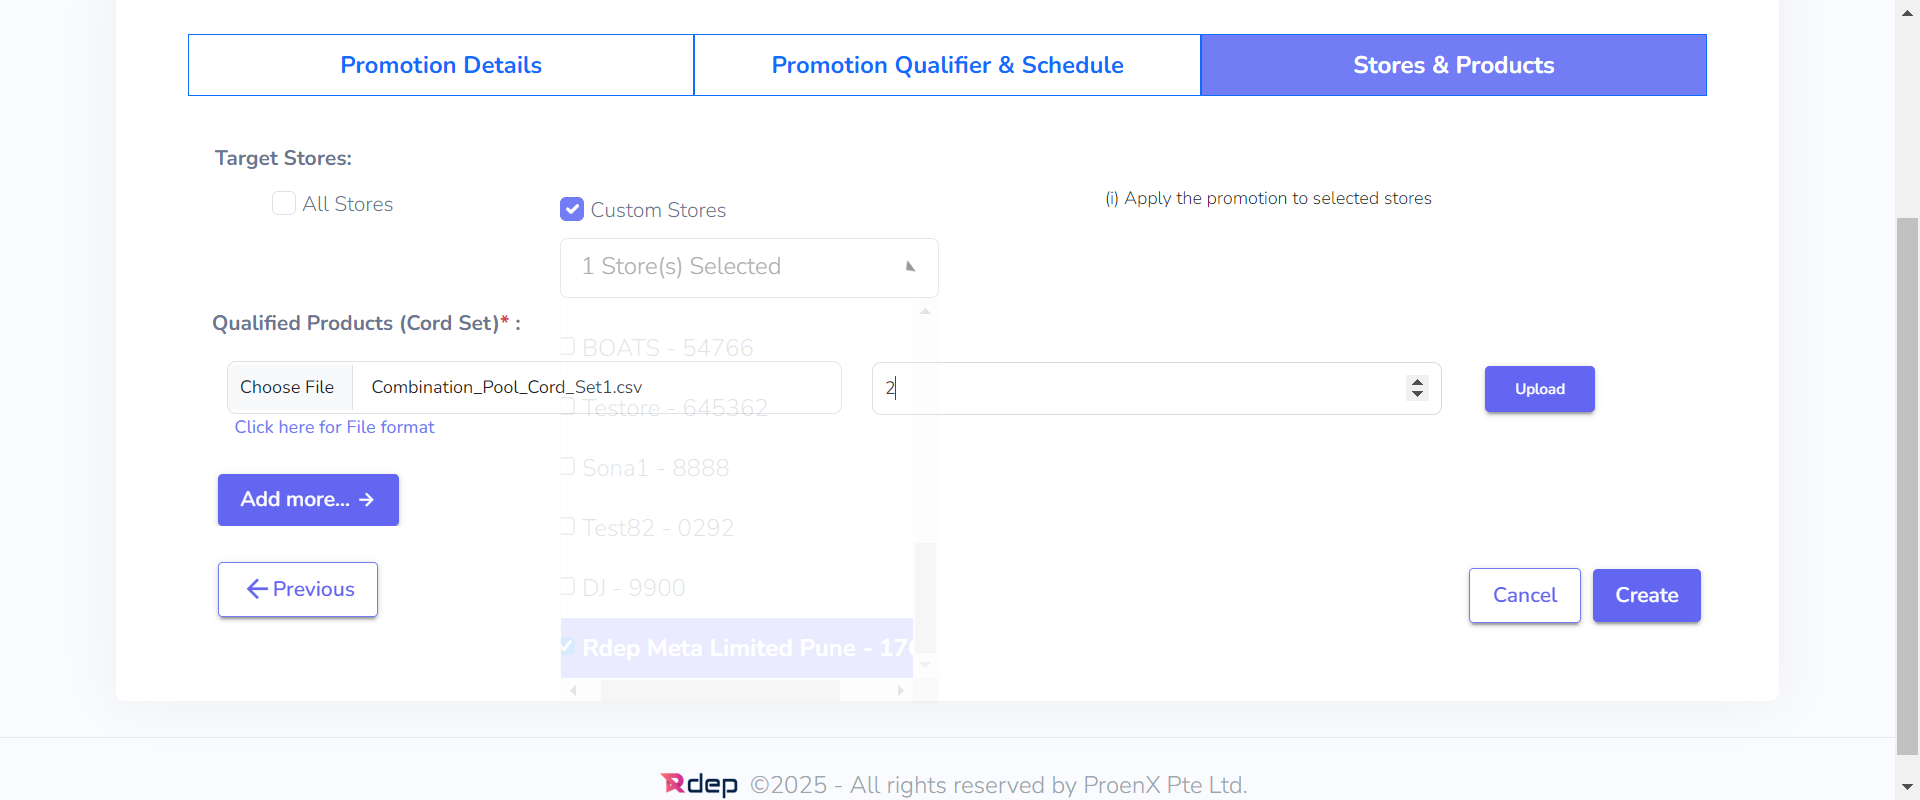 Promotion Details
Promotion Qualifier & Schedule
Stores & Products
Target Stores:
All Stores
Custom Stores
(i) Apply the promotion to selected stores
1 Store(s) Selected
Qualified Products (Cord Set)* :
BOATS - 54766
Choose File
Combination_Pool_Cord_Set1.csv
2
Upload
Testore - 645362
Click here for File format
Sona1 - 8888
Add more...
Test82 - 0292
DJ - 9900
Previous
Cancel
Create
Rdep Meta Limited Pune -
Rdep
©2025 - All rights reserved by ProenX Pte Ltd.